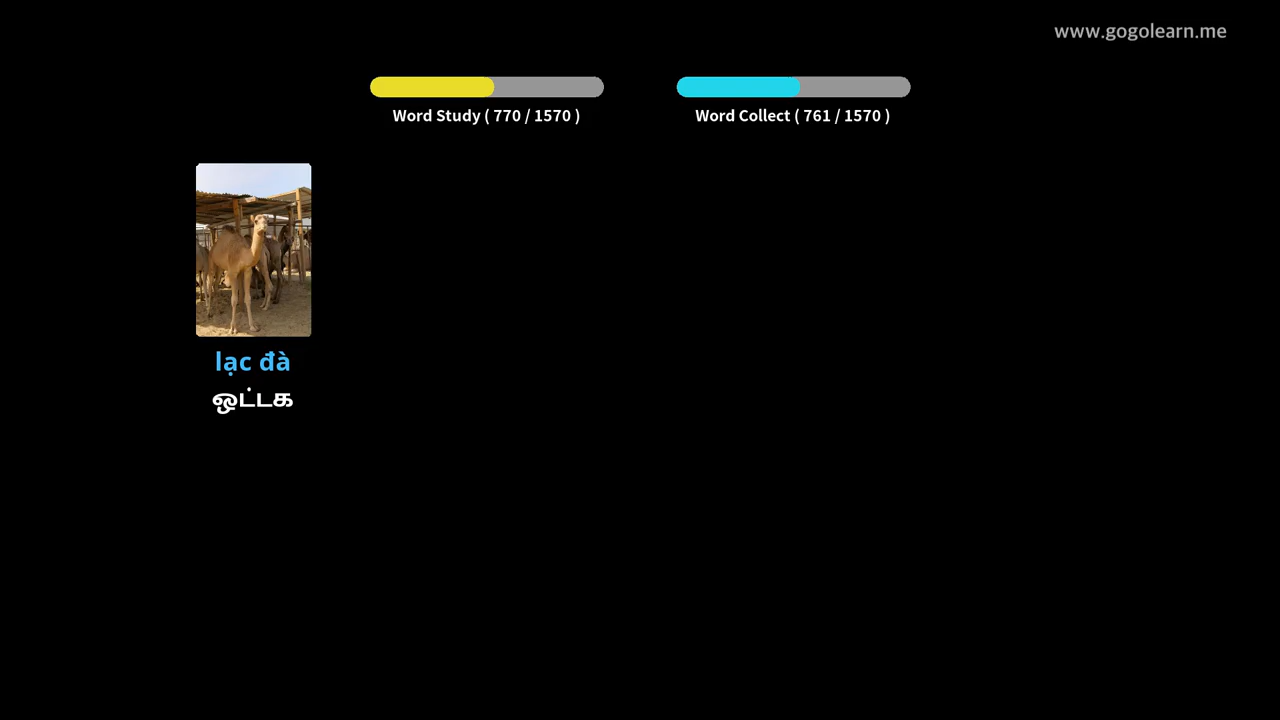 www.gogolearn.me
Word Study ( 770 / 1570 )
Word Collect ( 761 / 1570 )
lạc đà
ஒட்டக